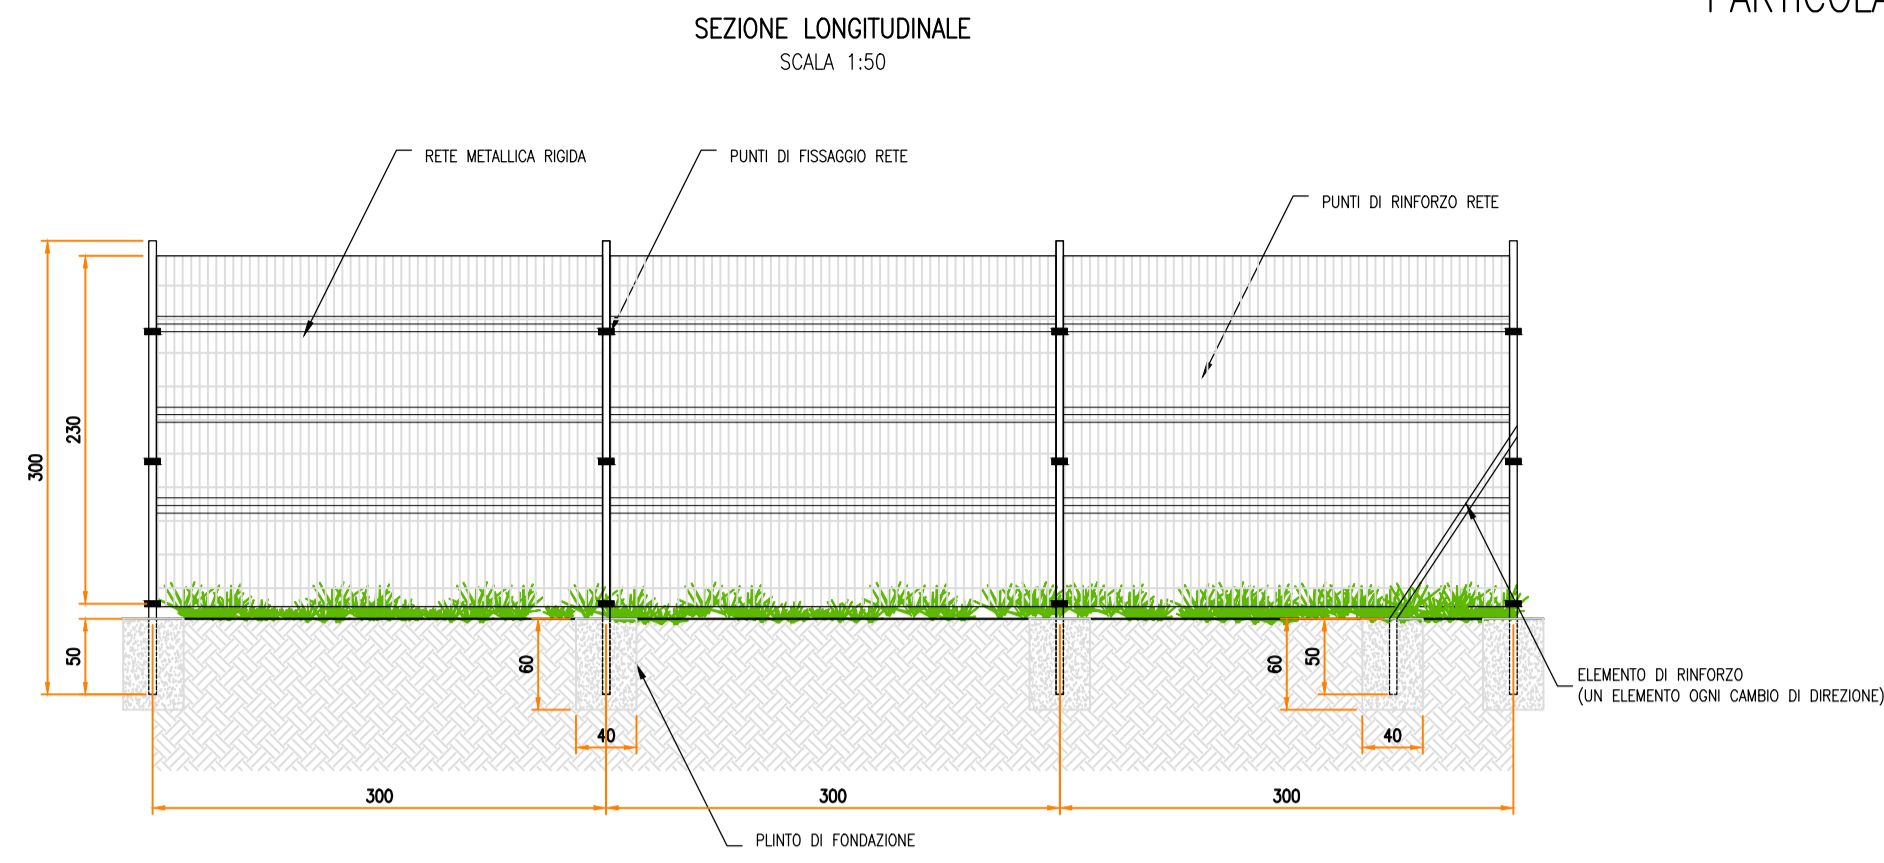 PARTICOLA
SEZIONE LONGITUDINALE
SCALA 1:50
RETE METALLICA RIGIDA
PUNTI DI FISSAGGIO RETE
PUNTI DI RINFORZO RETE
300
230
50
60
40
60
50
40
ELEMENTO DI RINFORZO
(UN ELEMENTO OGNI CAMBIO DI DIREZIONE)
300
300
300
PLINTO DI FONDAZIONE